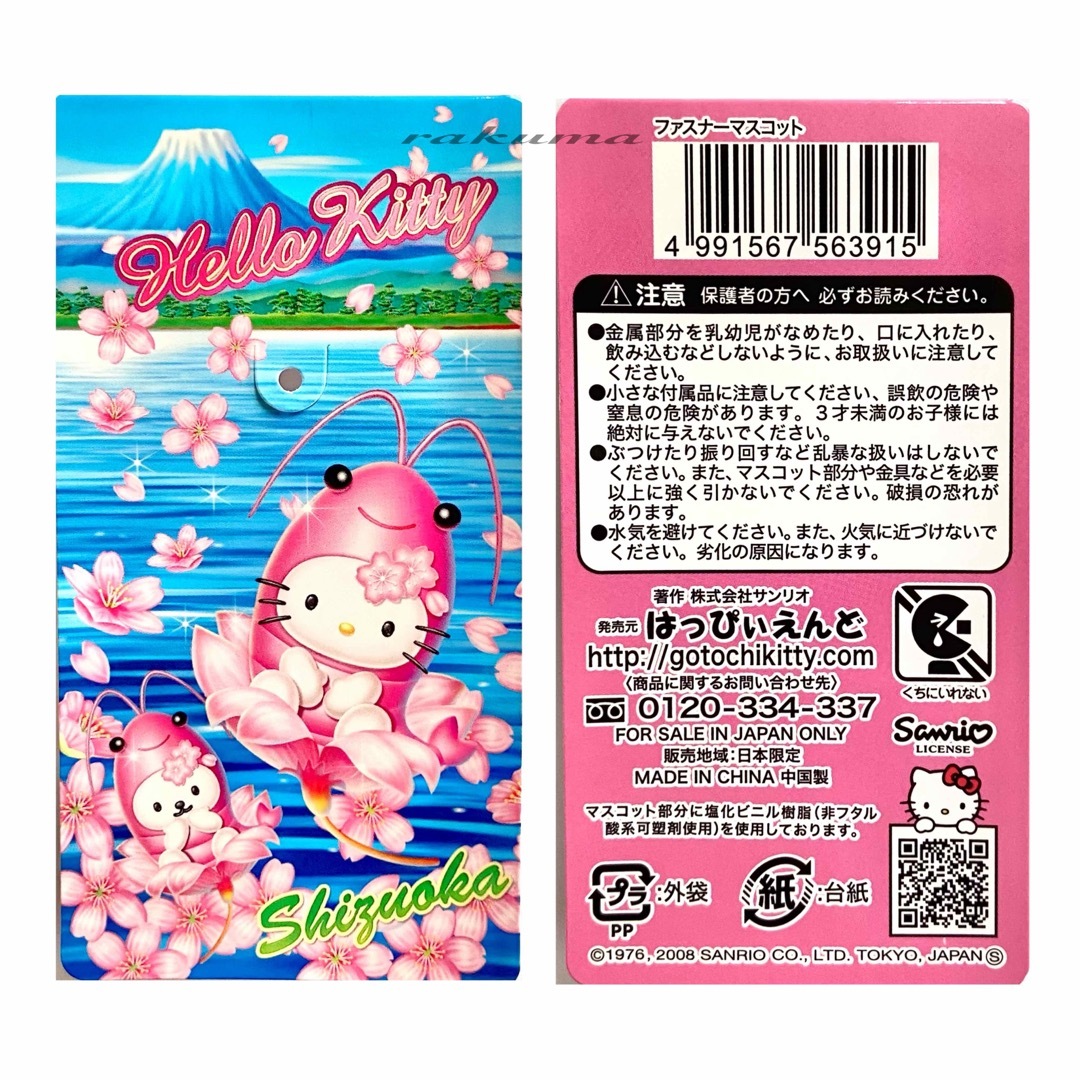 rakuma
Hello Kitty
Shizuoka
ファスナーマスコット
4 991567 563915
注意 保護者の方へ 必ずお読みください。
●金属部分を乳幼児がなめたり、口に入れたり、
飲み込むなどしないように、お取扱いに注意して
ください。
●小さな付属品に注意してください、誤飲の危険や
窒息の危険があります。3才未満のお子様には
絶対に与えないでください。
●ぶつけたり振り回すなど乱暴な扱いはしないで
ください。また、マスコット部分や金具などを必要
以上に強く引かないでください。破損の恐れが
あります。
●水気を避けてください。また、火気に近づけないで
ください。劣化の原因になります。
著作 株式会社サンリオ
発売元 はっぴぃえんど
http://gotochikitty.com
〈商品に関するお問い合わせ先〉
0120-334-337
FOR SALE IN JAPAN ONLY
販売地域:日本限定
MADE IN CHINA 中国製
くちにいれない
Sanrio
LICENSE
マスコット部分に塩化ビニル樹脂(非フタル
酸系可塑剤使用)を使用しております。
プラ :外袋
PP
紙 :台紙
©1976, 2008 SANRIO CO., LTD. TOKYO, JAPAN Ⓢ